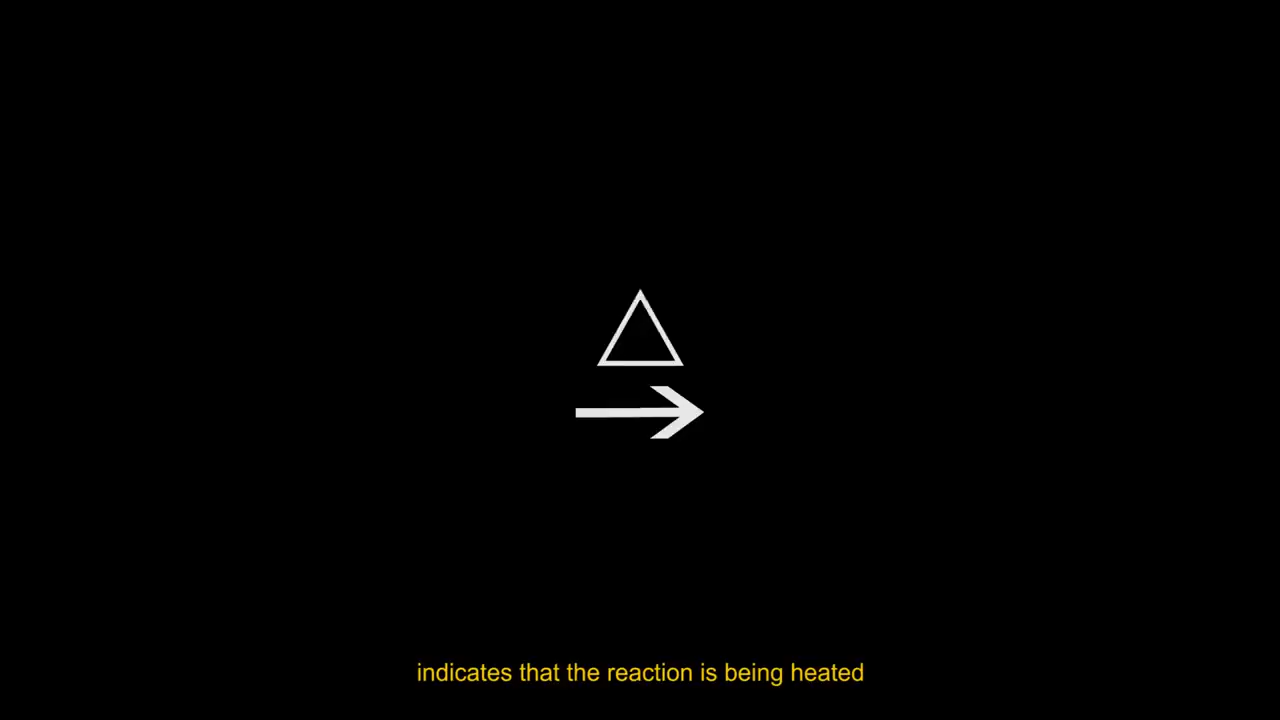 △
→
indicates that the reaction is being heated